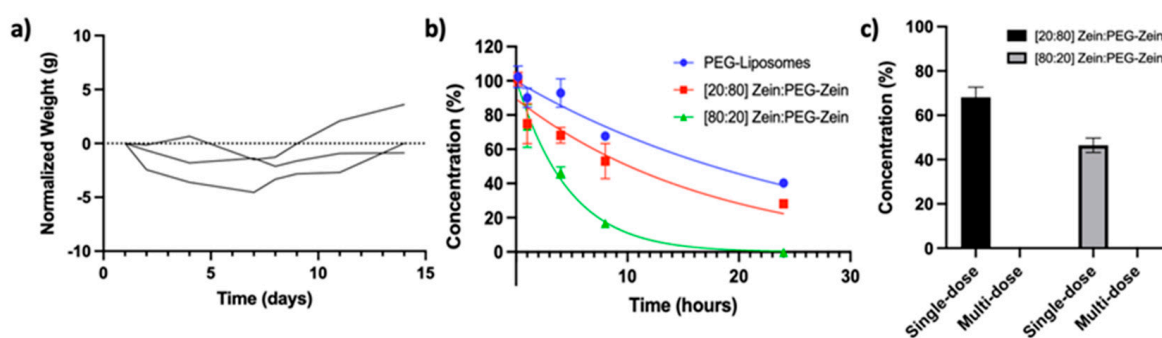 a)
Normalized Weight (g)
10
5
0
-5
-10
0
5
10
15
Time (days)
b)
Concentration (%)
120
100
80
60
40
20
0
0
10
20
30
Time (hours)
PEG-Liposomes
[20:80] Zein:PEG-Zein
[80:20] Zein:PEG-Zein
c)
[20:80] Zein:PEG-Zein
[80:20] Zein:PEG-Zein
Concentration (%)
100
80
60
40
20
0
Single-dose
Multi-dose
Single-dose
Multi-dose